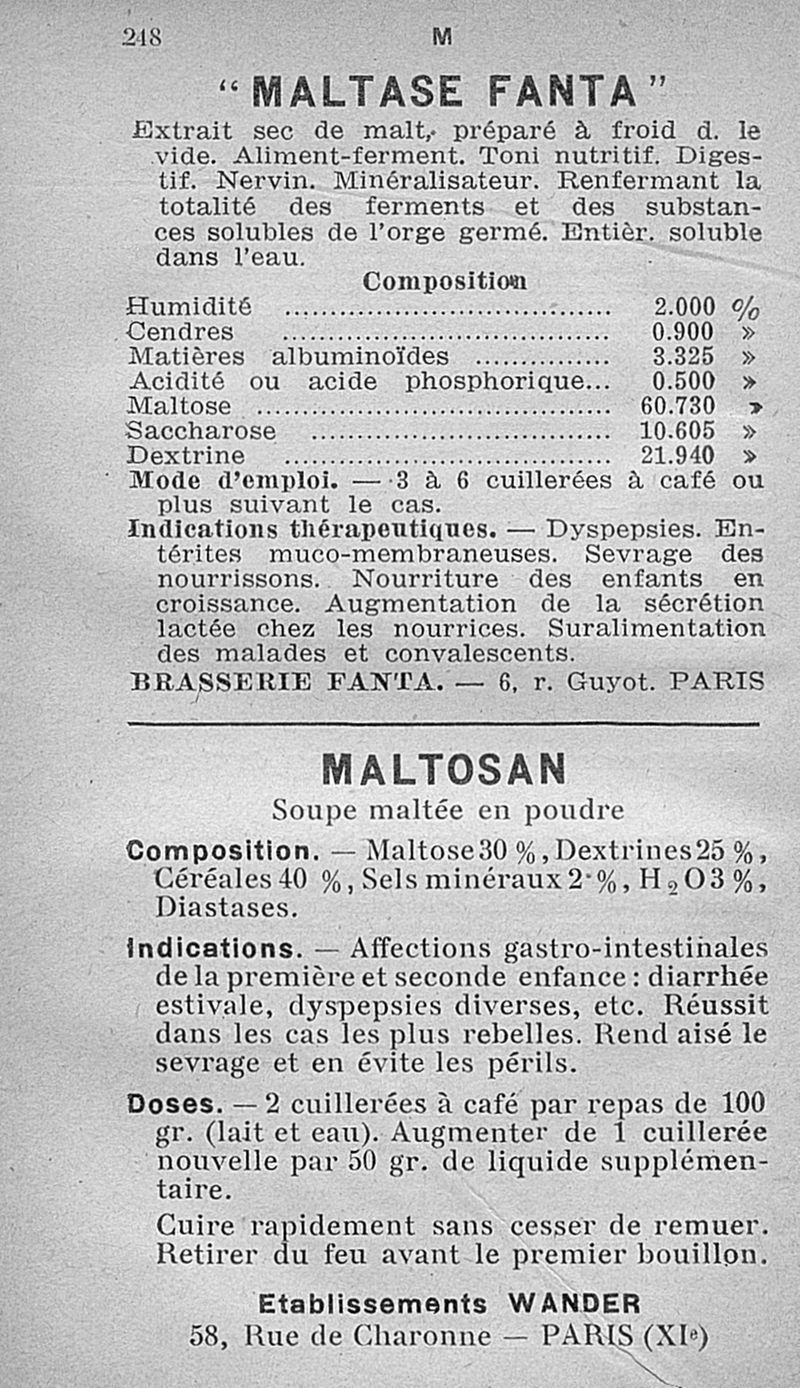 248 M
“ MALTASE FANTA ”
Extrait sec de malt, préparé à froid d. le
vide. Aliment-ferment. Toni nutritif. Diges-
tif. Nervin. Minéralisateur. Renfermant la
totalité des ferments et des substan-
ces solubles de l’orge germé. Entièr. soluble
dans l’eau.
Composition
Humidité ..................................... 2.000 %
Cendres ..................................... 0.900 »
Matières albuminoïdes ............... 3.325 »
Acidité ou acide phosphorique... 0.500 »
Maltose ........................................ 60.730 »
Saccharose .................................. 10.605 »
Dextrine ..................................... 21.940 »
Mode d’emploi. — 3 à 6 cuillerées à café ou
plus suivant le cas.
Indications thérapeutiques. — Dyspepsies. En-
térites muco-membraneuses. Sevrage des
nourrissons. Nourriture des enfants en
croissance. Augmentation de la sécrétion
lactée chez les nourrices. Suralimentation
des malades et convalescents.
BRASSERIE FANTA. — 6, r. Guyot. PARIS
MALTOSAN
Soupe maltée en poudre
Composition. — Maltose 30 %, Dextrines 25 %,
Céréales 40 %, Sels minéraux 2 %, H₂O 3 %,
Diastases.
Indications. — Affections gastro-intestinales
de la première et seconde enfance : diarrhée
estivale, dyspepsies diverses, etc. Réussit
dans les cas les plus rebelles. Rend aisé le
sevrage et en évite les périls.
Doses. — 2 cuillerées à café par repas de 100
gr. (lait et eau). Augmenter de 1 cuillerée
nouvelle par 50 gr. de liquide supplémen-
taire.
Cuire rapidement sans cesser de remuer.
Retirer du feu avant le premier bouillon.
Etablissements WANDER
58, Rue de Charonne — PARIS (XIᵉ)